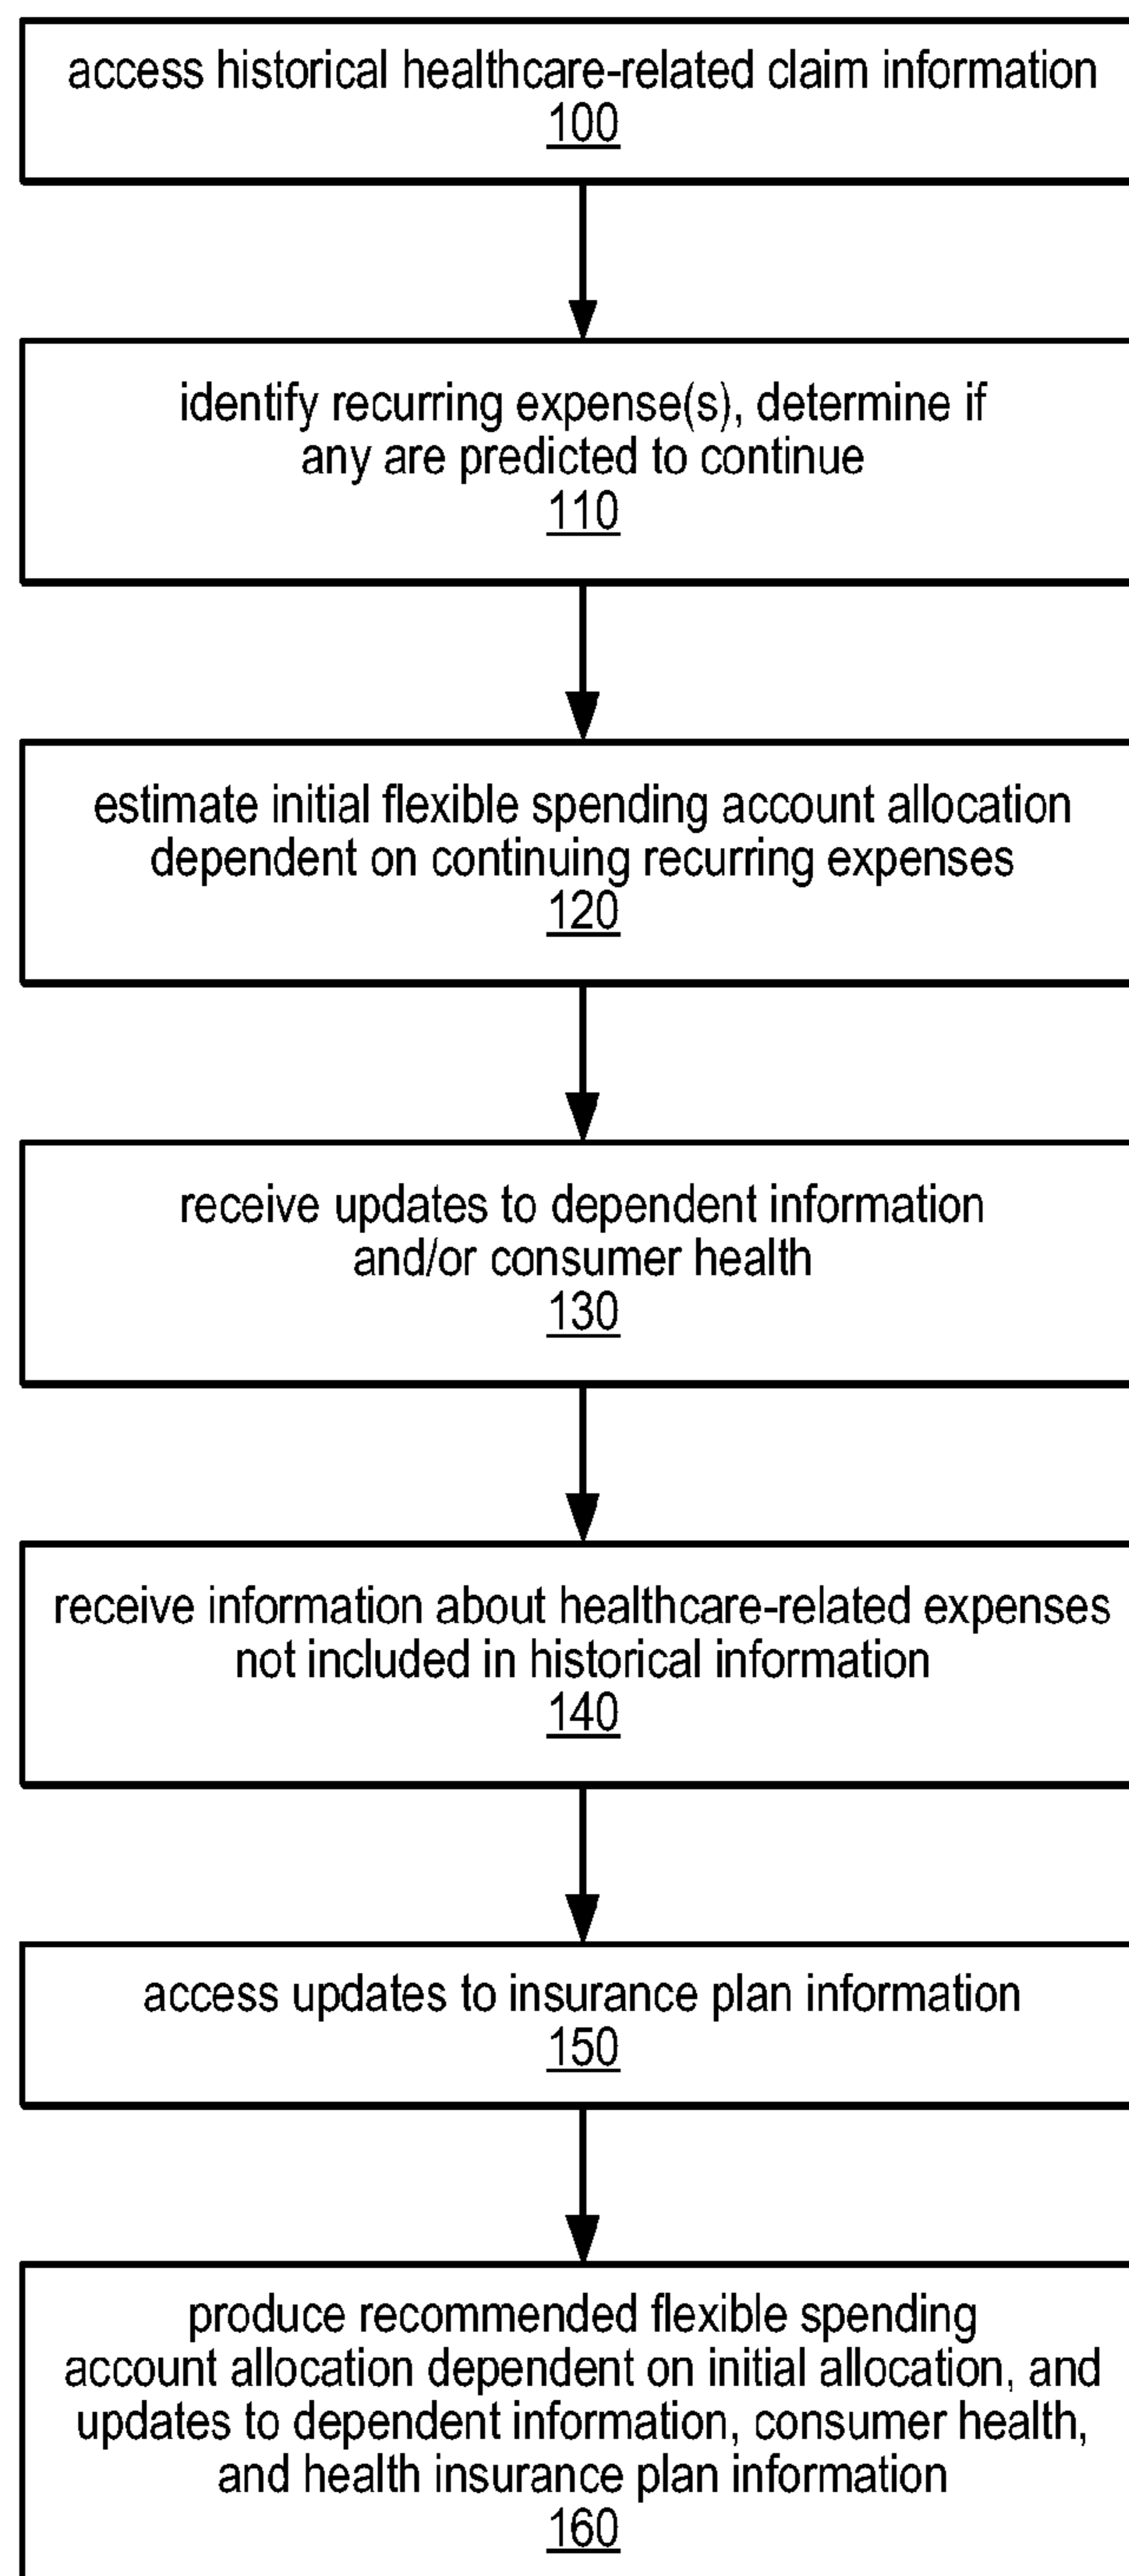 access historical healthcare-related claim information
100
identify recurring expense(s), determine if
any are predicted to continue
110
estimate initial flexible spending account allocation
dependent on continuing recurring expenses
120
receive updates to dependent information
and/or consumer health
130
receive information about healthcare-related expenses
not included in historical information
140
access updates to insurance plan information
150
produce recommended flexible spending
account allocation dependent on initial allocation, and
updates to dependent information, consumer health,
and health insurance plan information
160